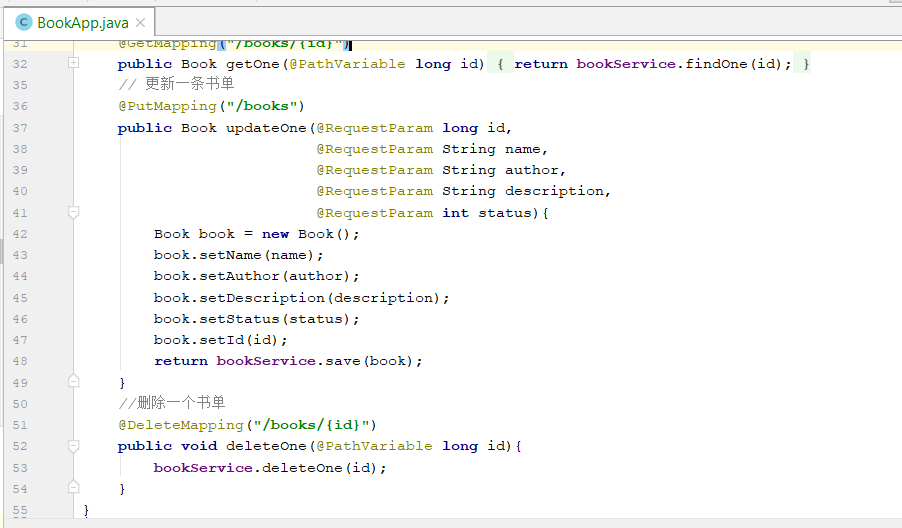 BookApp.java
31 @GetMapping("/books/{id}")
32 public Book getOne(@PathVariable long id) { return bookService.findOne(id); }
35 // 更新一条书单
36 @PutMapping("/books")
37 public Book updateOne(@RequestParam long id,
38 @RequestParam String name,
39 @RequestParam String author,
40 @RequestParam String description,
41 @RequestParam int status){
42 Book book = new Book();
43 book.setName(name);
44 book.setAuthor(author);
45 book.setDescription(description);
46 book.setStatus(status);
47 book.setId(id);
48 return bookService.save(book);
49 }
50 //删除一个书单
51 @DeleteMapping("/books/{id}")
52 public void deleteOne(@PathVariable long id){
53 bookService.deleteOne(id);
54 }
55 }